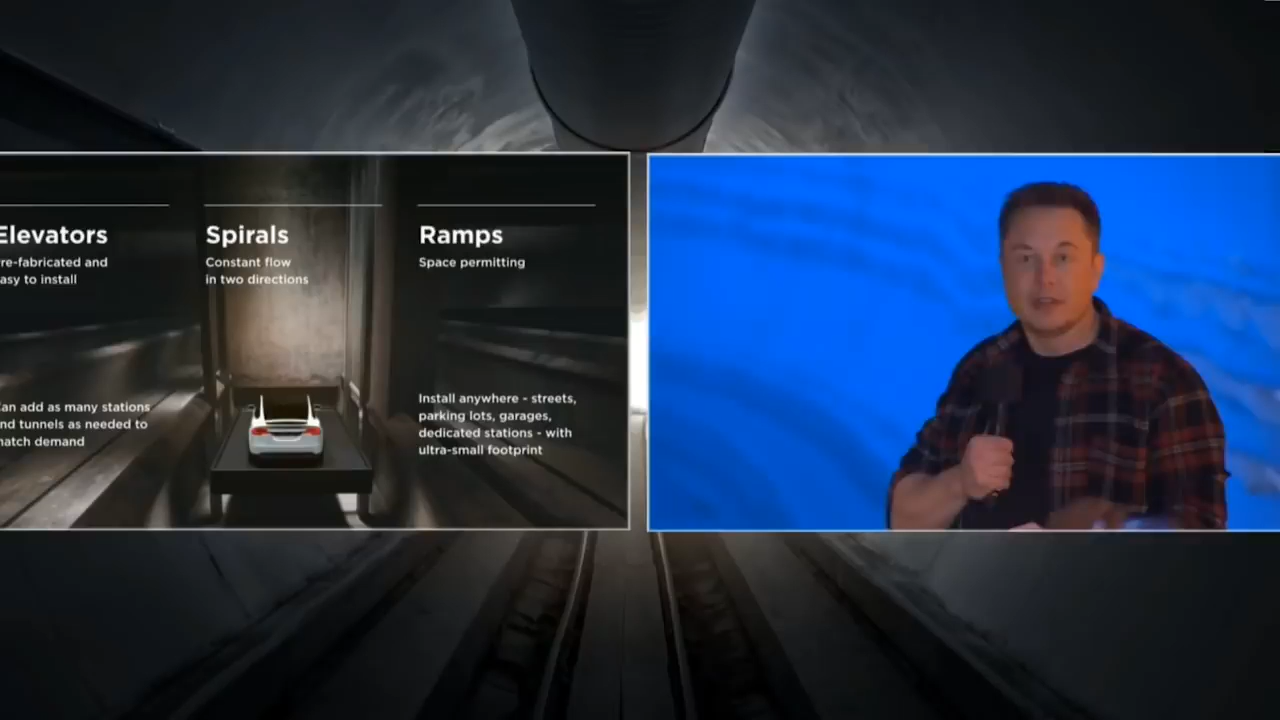 Elevators
re-fabricated and
asy to install
an add as many stations
nd tunnels as needed to
natch demand
Spirals
Constant flow
in two directions
Ramps
Space permitting
Install anywhere - streets,
parking lots, garages,
dedicated stations - with
ultra-small footprint